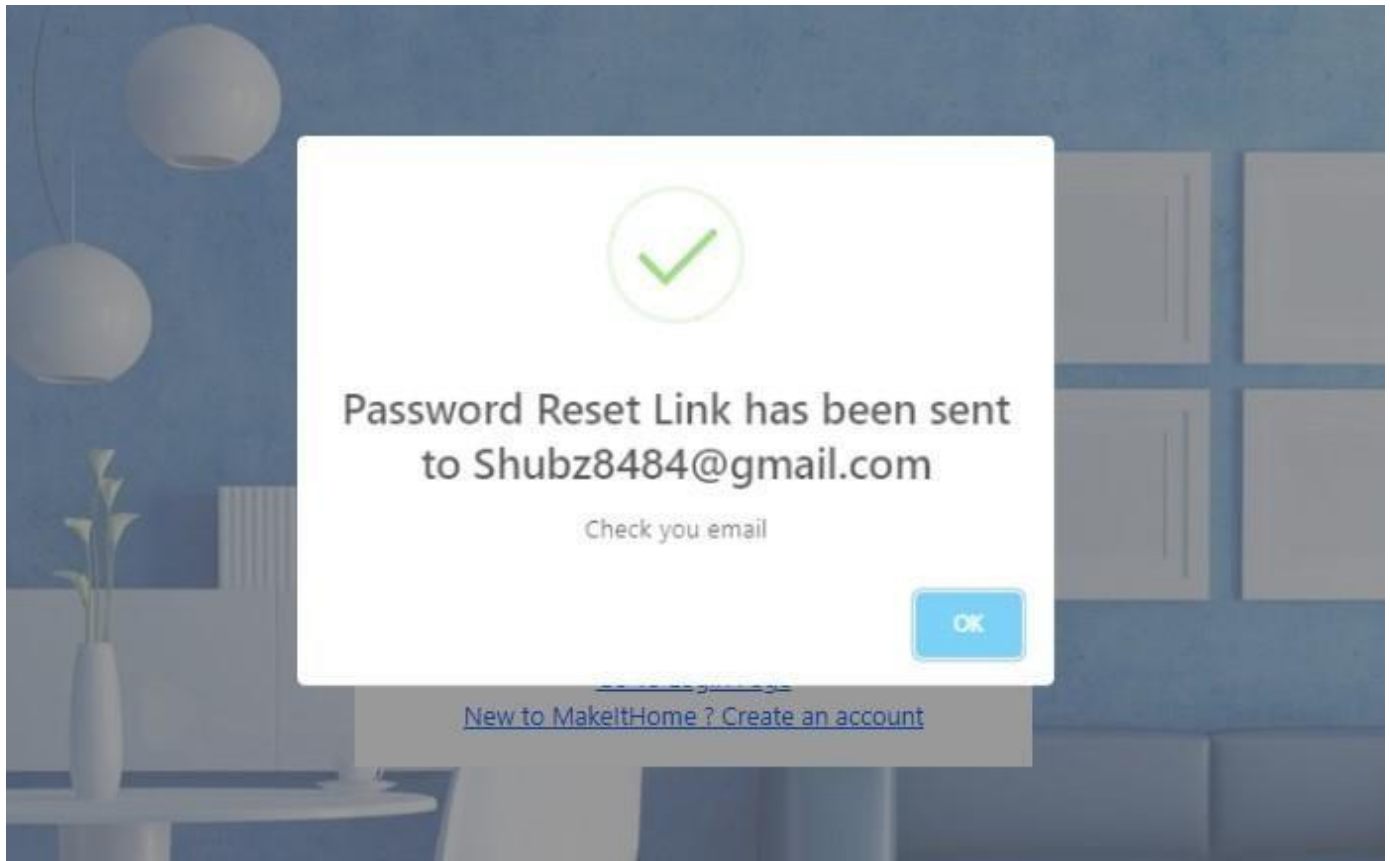 Password Reset Link has been sent
to Shubz8484@gmail.com
Check you email
OK
New to MakeItHome ? Create an account